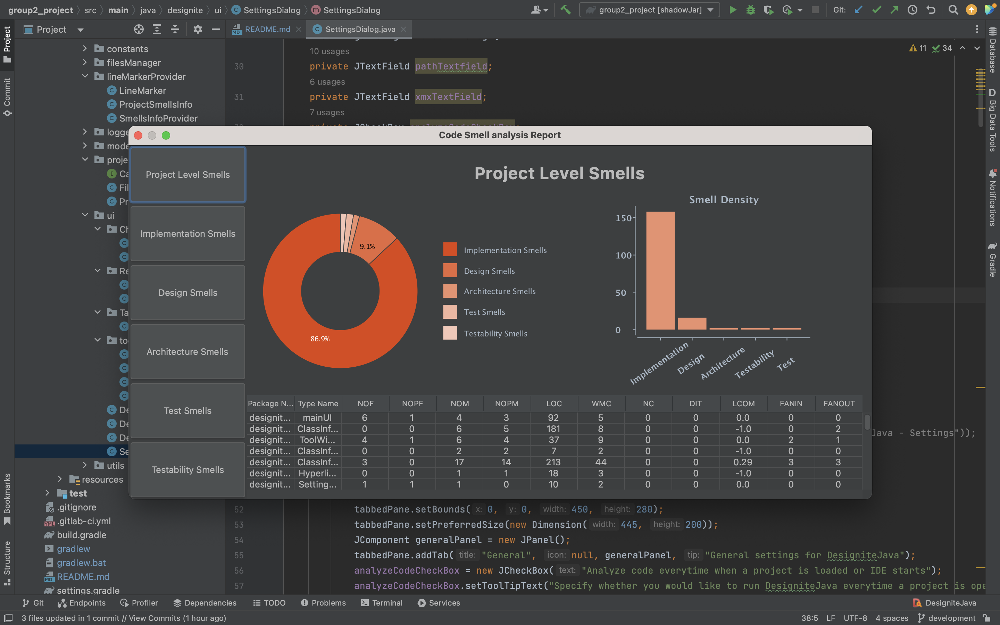 group2_project src main java designite ui SettingsDialog SettingsDialog
group2_project [shadowJar]
Git:
Project
README.md
SettingsDialog.java
Project
Commit
Bookmarks
Structure
Database
Big Data Tools
Notifications
Gradle
constants
filesManager
lineMarkerProvider
LineMarker
ProjectSmellsInfo
SmellsInfoProvider
ui
utils
resources
test
.gitignore
.gitlab-ci.yml
build.gradle
gradlew
gradlew.bat
README.md
settings.gradle
11 34
10 usages
30 private JTextField pathTextfield;
6 usages
31 private JTextField xmxTextField;
7 usages
Code Smell analysis Report
Project Level Smells
Implementation Smells
Design Smells
Architecture Smells
Test Smells
Testability Smells
Project Level Smells
9.1%
86.9%
Implementation Smells
Design Smells
Architecture Smells
Test Smells
Testability Smells
Smell Density
150
100
50
0
Implementation
Design
Architecture
Testability
Test
Package N... Type Name NOF NOPF NOM NOPM LOC WMC NC DIT LCOM FANIN FANOUT
designit... mainUI 6 1 4 3 92 5 0 0 0.0 0 0
designit... ClassInf... 0 0 6 5 181 8 0 0 -1.0 0 2
designit... ToolWi... 4 1 6 4 37 9 0 0 0.0 2 1
designit... ClassInf... 0 0 2 2 7 2 0 0 -1.0 0 0
designit... ClassInf... 3 0 17 14 213 44 0 0 0.29 3 3
designit... Hyperli... 0 0 1 1 18 3 0 0 -1.0 0 0
designit... Setting... 1 1 1 0 10 2 0 0 0.0 0 0
Java - Settings"));
52 tabbedPane.setBounds( x: 0, y: 0, width: 450, height: 280);
53 tabbedPane.setPreferredSize(new Dimension( width: 445, height: 200));
54 JComponent generalPanel = new JPanel();
55 tabbedPane.addTab( title: "General", icon: null, generalPanel, tip: "General settings for DesigniteJava");
56 analyzeCodeCheckBox = new JCheckBox( text: "Analyze code everytime when a project is loaded or IDE starts");
57 analyzeCodeCheckBox.setToolTipText("Specify whether you would like to run DesigniteJava everytime a project is ope
Git Endpoints Profiler Dependencies TODO Problems Terminal Services DesigniteJava
3 files updated in 1 commit // View Commits (1 hour ago) 38:5 LF UTF-8 4 spaces development